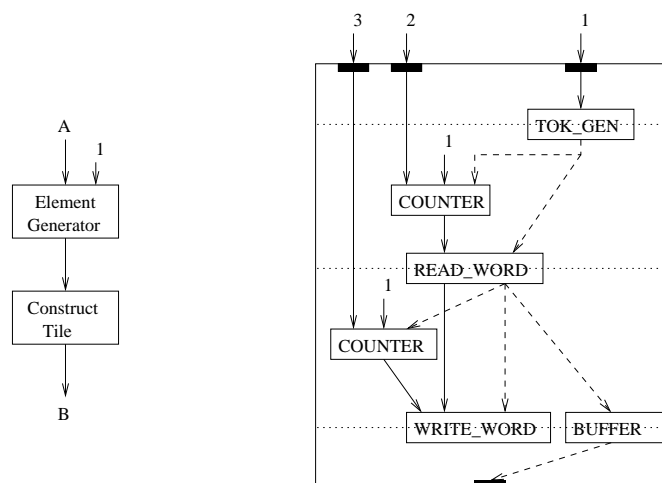 3 2 1
A
1
TOK_GEN
1
Element
Generator
COUNTER
READ_WORD
1
Construct
Tile
COUNTER
B
WRITE_WORD BUFFER